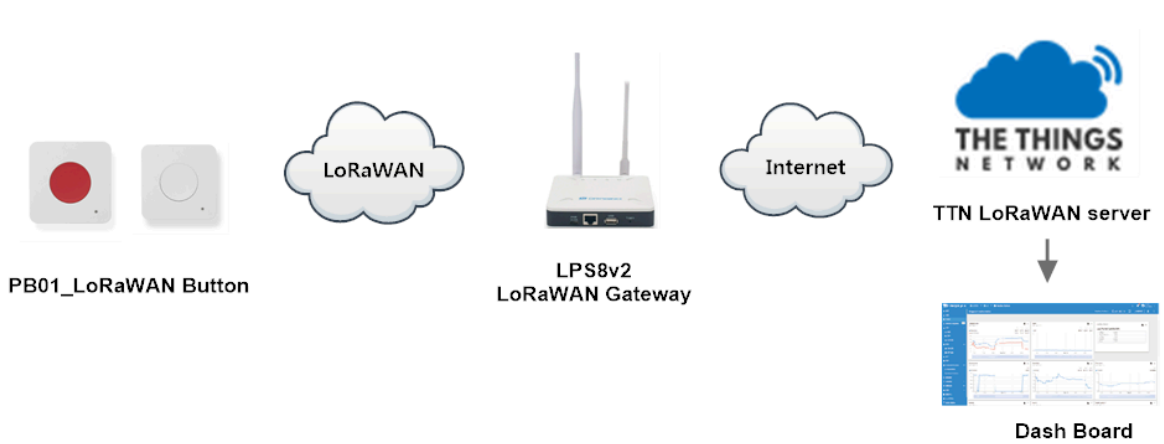 PB01_LoRaWAN Button
LoRaWAN
LPS8v2
LoRaWAN Gateway
Internet
THE THINGS
NETWORK
TTN LoRaWAN server
Dash Board